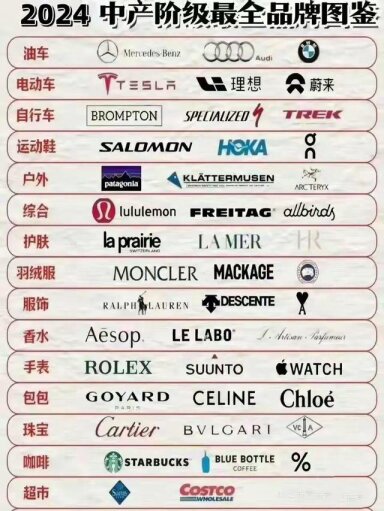 2024 中产阶级最全品牌图鉴
油车 Mercedes-Benz Audi BMW
电动车 TESLA 理想 蔚来
自行车 BROMPTON SPECIALIZED TREK
运动鞋 SALOMON HOKA On
户外 patagonia KLÄTTERMUSEN ARC'TERYX
综合 lululemon FREITAG allbirds
护肤 la prairie SWITZERLAND LA MER HR
羽绒服 MONCLER MACKAGE
服饰 RALPH LAUREN DESCENTE
香水 Aēsop. LE LABO L'Artisan Parfumeur
手表 ROLEX SUUNTO WATCH
包包 GOYARD PARIS CELINE Chloé
珠宝 Cartier BVLGARI V C A
咖啡 STARBUCKS BLUE BOTTLE COFFEE %
超市 Sam's COSTCO WHOLESALE